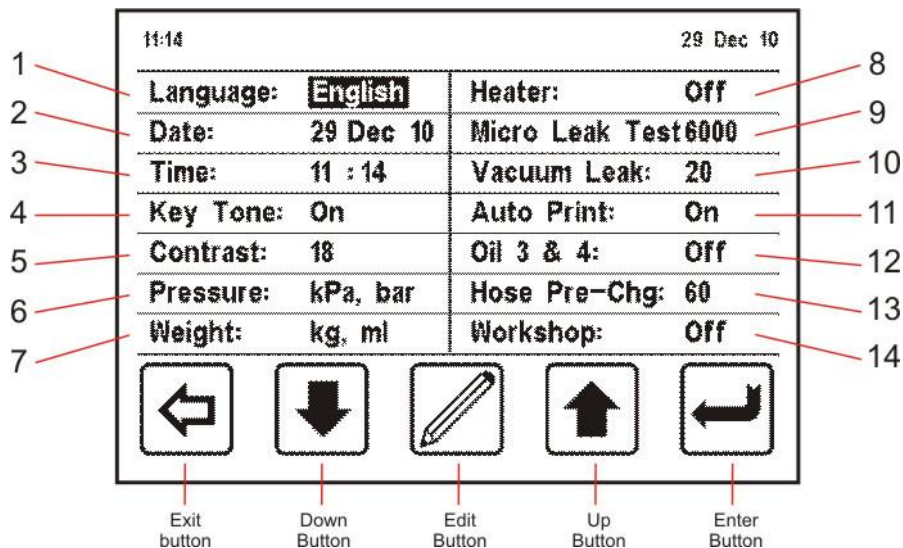 11:14 29 Dec 10
1 Language: English Heater: Off 8
2 Date: 29 Dec 10 Micro Leak Test 6000 9
3 Time: 11 : 14 Vacuum Leak: 20 10
4 Key Tone: On Auto Print: On 11
5 Contrast: 18 Oil 3 & 4: Off 12
6 Pressure: kPa, bar Hose Pre-Chg: 60 13
7 Weight: kg, ml Workshop: Off 14
Exit Down Edit Up Enter
button Button Button Button Button